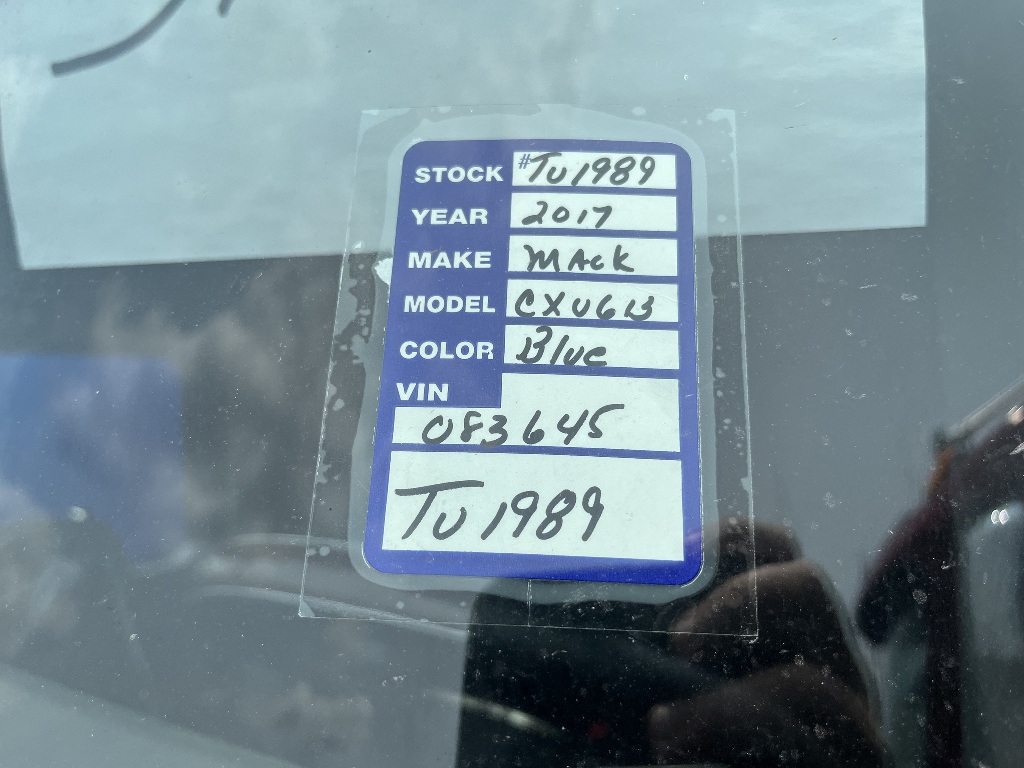 STOCK #TU1989
YEAR 2017
MAKE MACK
MODEL CXU613
COLOR Blue
VIN
083645
TU1989